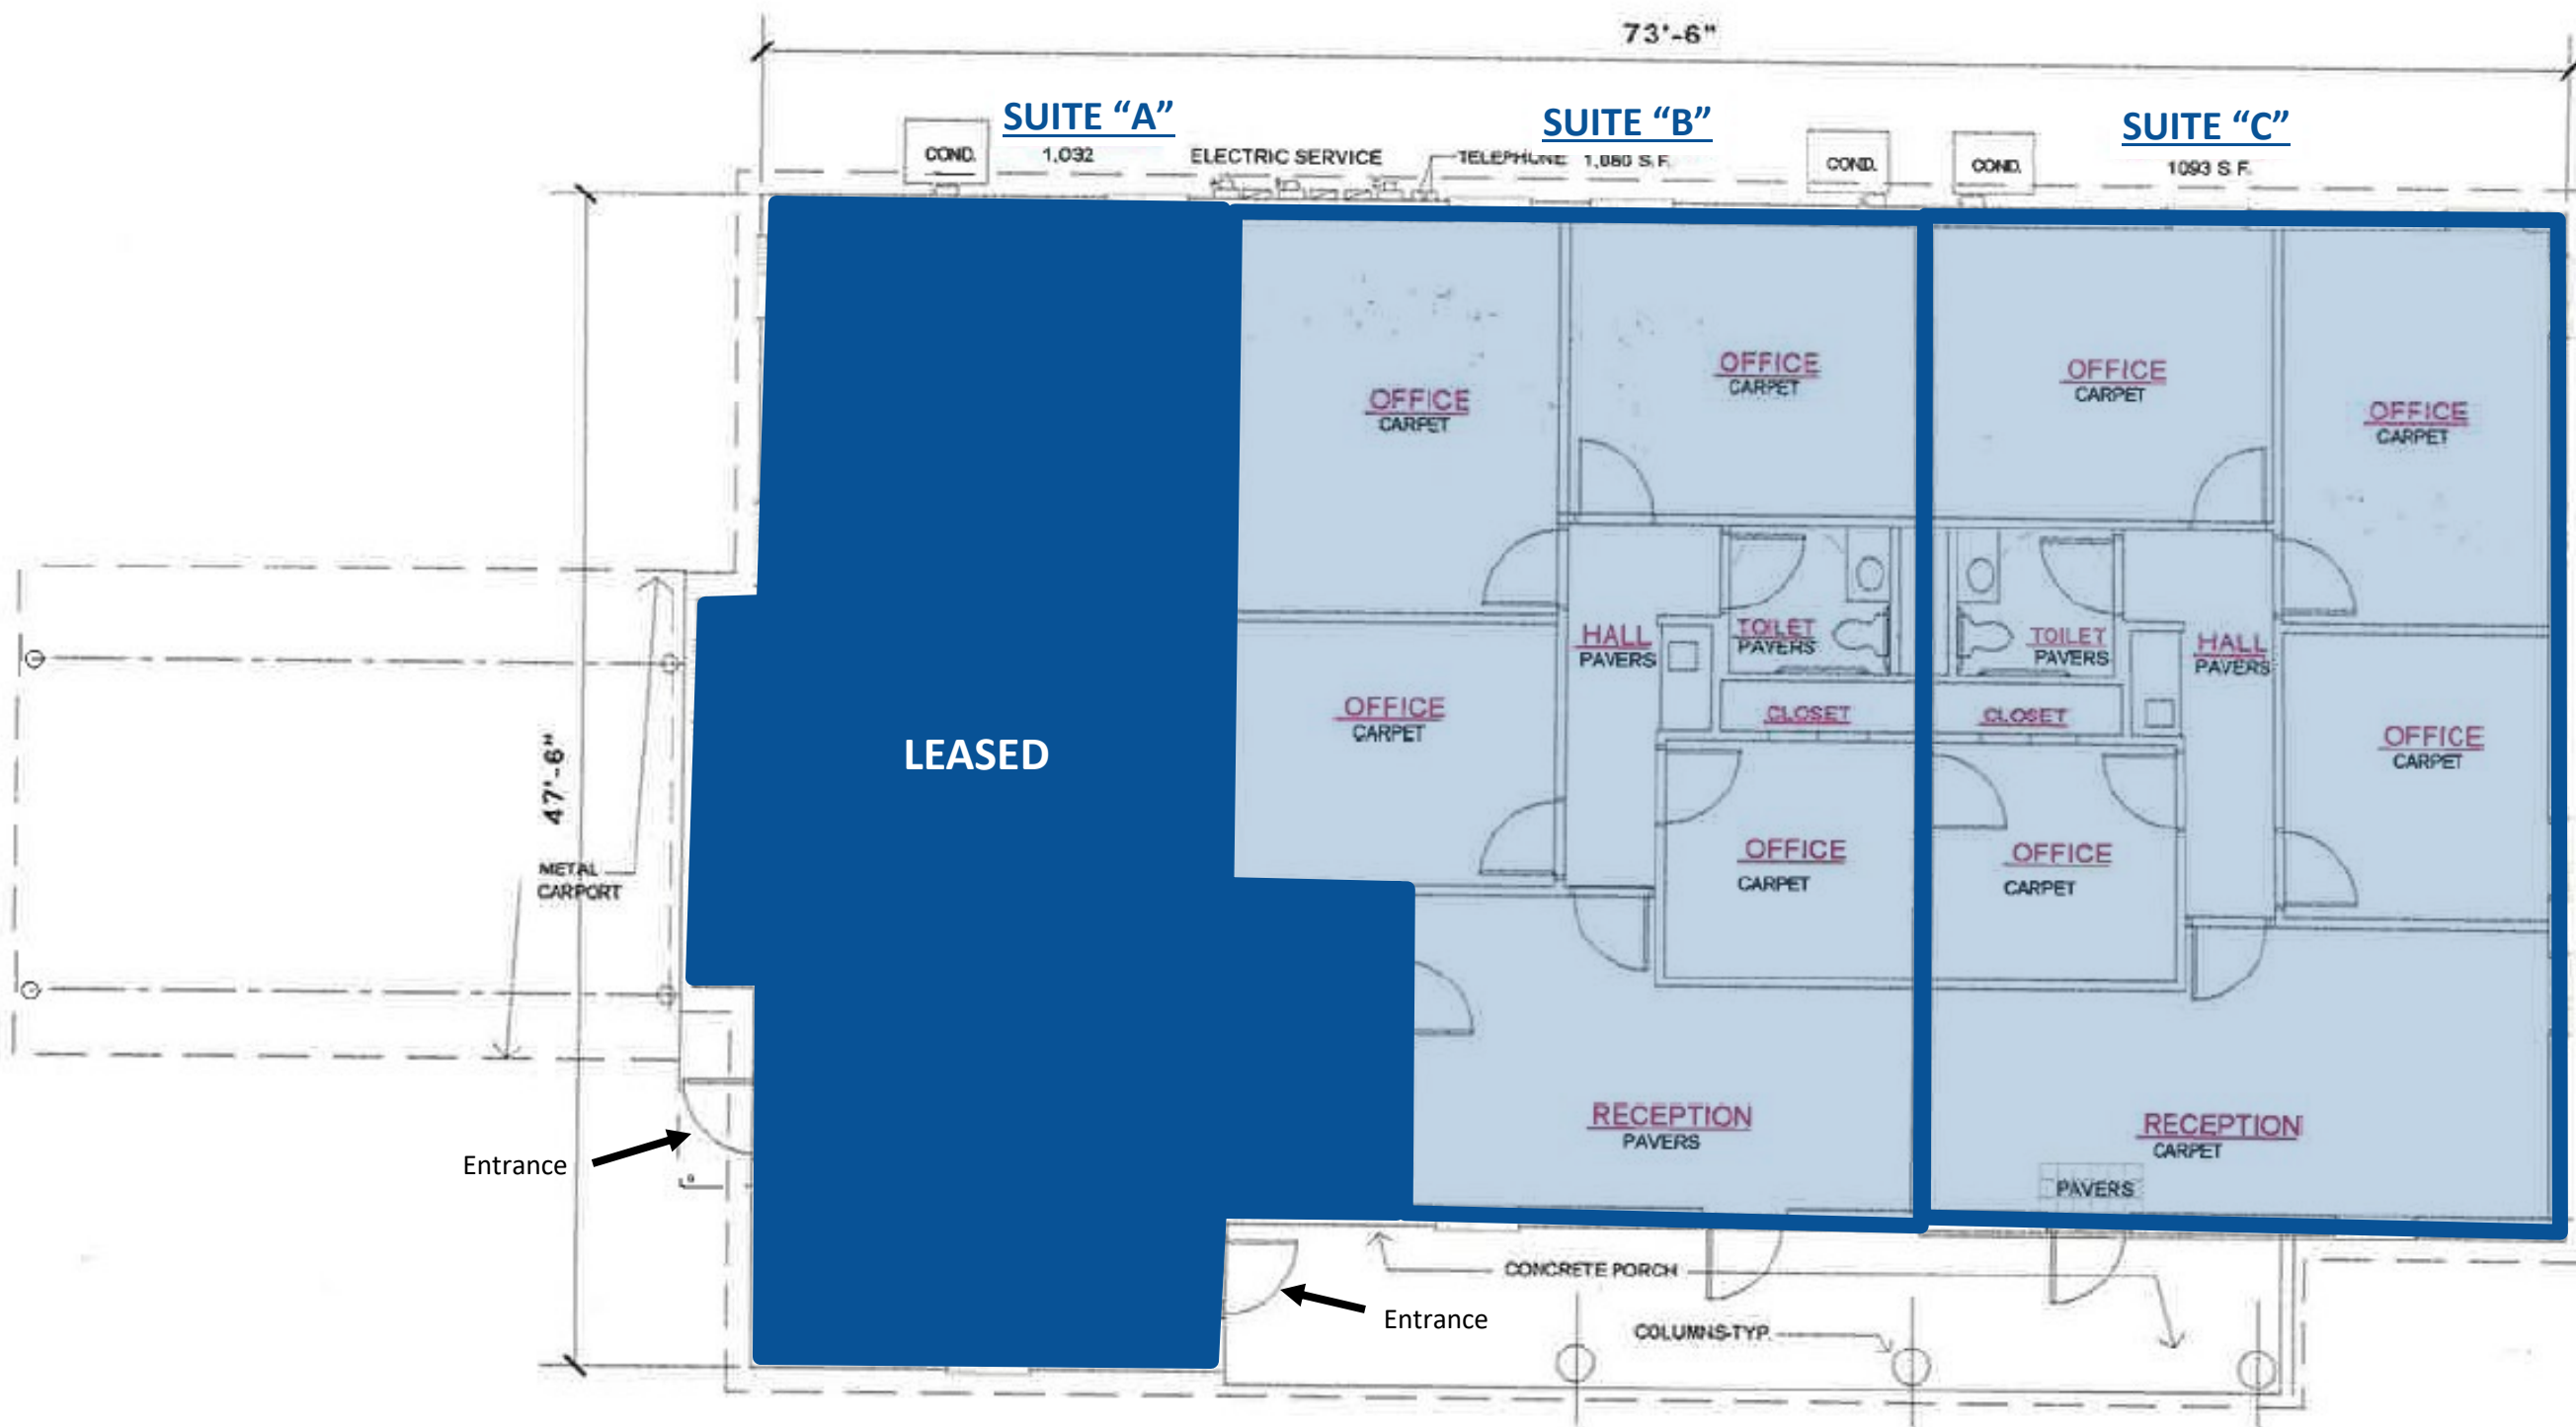 73'-6"
SUITE “A”
SUITE “B”
SUITE “C”
COND.
1,032
ELECTRIC SERVICE
TELEPHONE
1,080 S.F.
COND.
COND.
1093 S.F.
OFFICE
CARPET
OFFICE
CARPET
OFFICE
CARPET
OFFICE
CARPET
HALL
PAVERS
TOILET
PAVERS
TOILET
PAVERS
HALL
PAVERS
OFFICE
CARPET
CLOSET
CLOSET
OFFICE
CARPET
LEASED
47'-6"
METAL
CARPORT
OFFICE
CARPET
OFFICE
CARPET
RECEPTION
PAVERS
RECEPTION
CARPET
PAVERS
Entrance
CONCRETE PORCH
Entrance
COLUMNS-TYP.